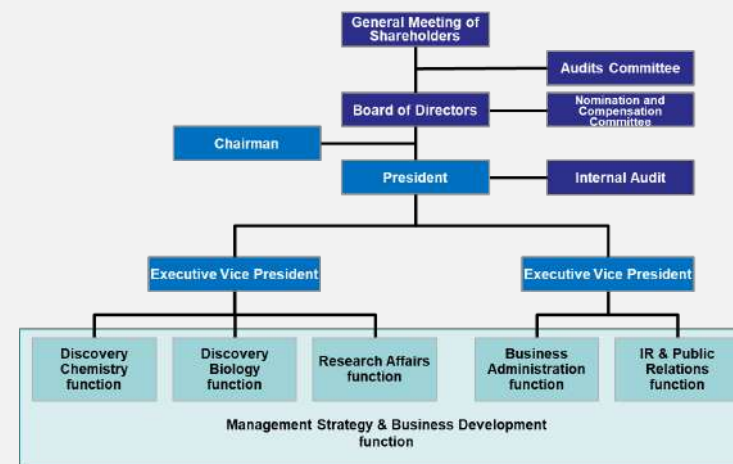 General Meeting of
Shareholders
Audits Committee
Board of Directors
Nomination and
Compensation
Committee
Chairman
President
Internal Audit
Executive Vice President
Executive Vice President
Discovery
Chemistry
function
Discovery
Biology
function
Research Affairs
function
Business
Administration
function
IR & Public
Relations
function
Management Strategy & Business Development
function